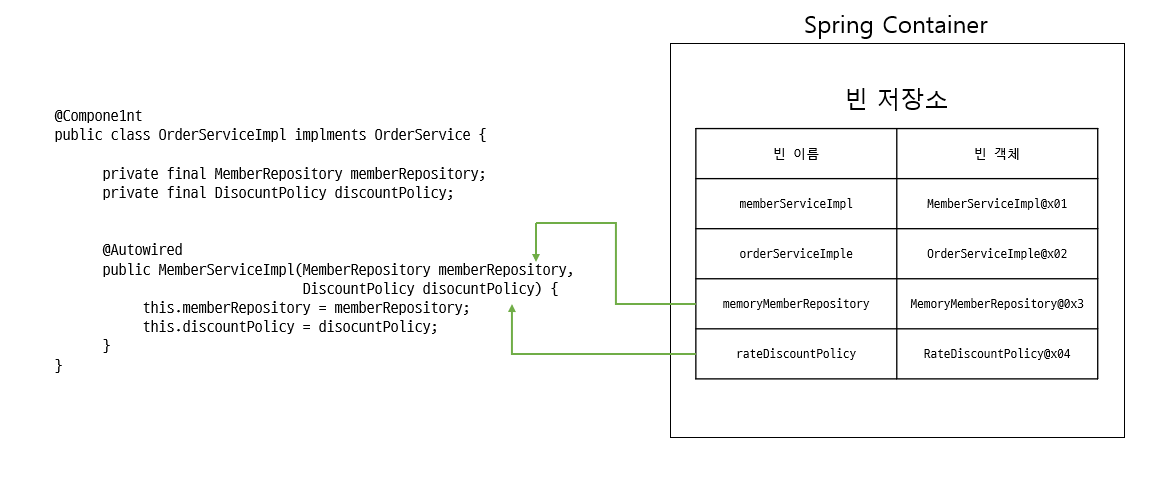 Spring Container
@Compone1nt
public class OrderServiceImpl implments OrderService {
private final MemberRepository memberRepository;
private final DisocuntPolicy discountPolicy;
@Autowired
public MemberServiceImpl(MemberRepository memberRepository,
DiscountPolicy disocuntPolicy) {
this.memberRepository = memberRepository;
this.discountPolicy = disocuntPolicy;
}
}
빈 저장소
빈 이름 빈 객체
memberServiceImpl MemberServiceImpl@x01
orderServiceImple OrderServiceImple@x02
memoryMemberRepository MemoryMemberRepository@0x3
rateDiscountPolicy RateDiscountPolicy@x04